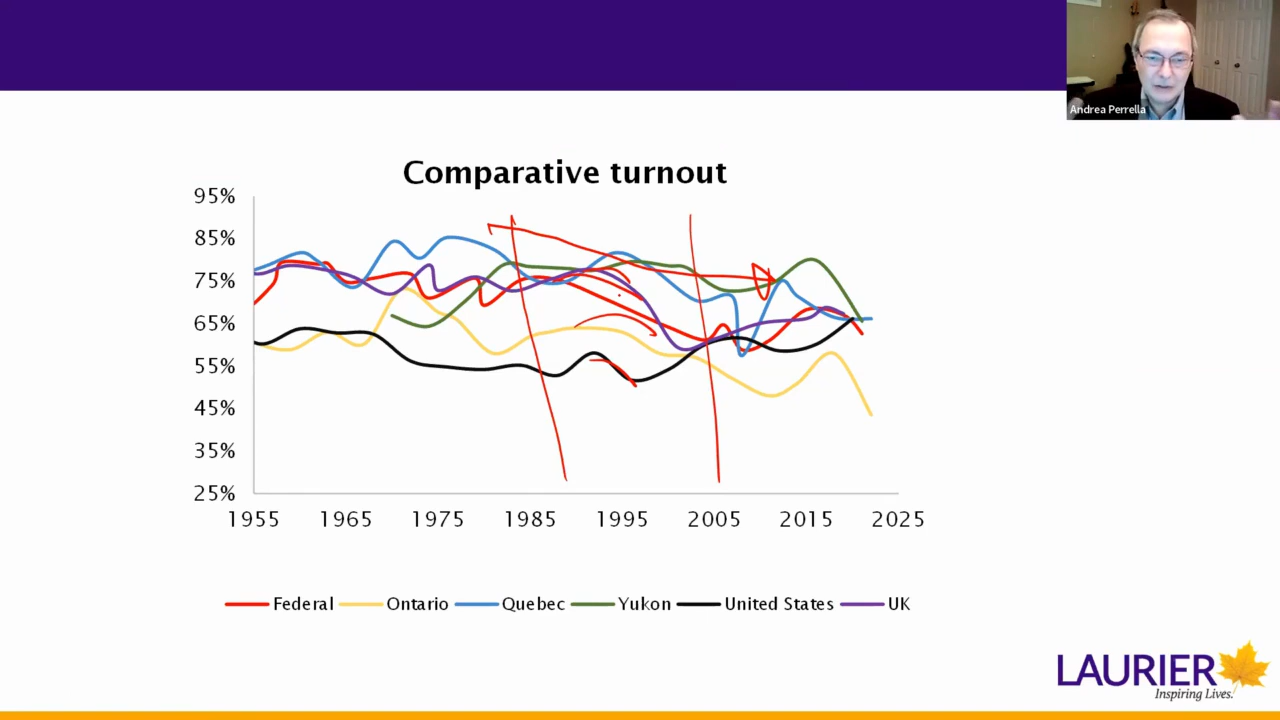 Andrea Perrella
Comparative turnout
95%
85%
75%
65%
55%
45%
35%
25%
1955 1965 1975 1985 1995 2005 2015 2025
Federal Ontario Quebec Yukon United States UK
LAURIER
Inspiring Lives.